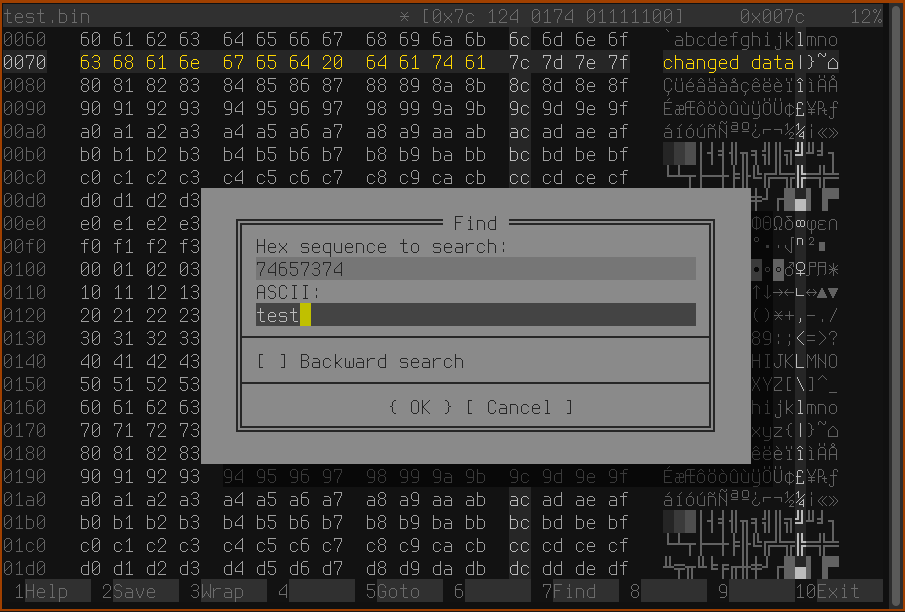 test.bin * [0x7c 124 0174 01111100] 0x007c 12%
0060 60 61 62 63 64 65 66 67 68 69 6a 6b 6c 6d 6e 6f `abcdefghijklmno
0070 63 68 61 6e 67 65 64 20 64 61 74 61 7c 7d 7e 7f changed data|}~⌂
0080 80 81 82 83 84 85 86 87 88 89 8a 8b 8c 8d 8e 8f ÇüéâäàåçêëèïîìÄÅ
0090 90 91 92 93 94 95 96 97 98 99 9a 9b 9c 9d 9e 9f ÉæÆôöòûùÿÖÜ¢£¥₧ƒ
00a0 a0 a1 a2 a3 a4 a5 a6 a7 a8 a9 aa ab ac ad ae af áíóúñÑªº¿⌐¬½¼¡«»
00b0 b0 b1 b2 b3 b4 b5 b6 b7 b8 b9 ba bb bc bd be bf
00c0 c0 c1 c2 c3 c4 c5 c6 c7 c8 c9 ca cb cc cd ce cf
00d0 d0 d1 d2 d3
00e0 e0 e1 e2 e3 Find ΦΘΩδ∞φε∩
00f0 f0 f1 f2 f3 Hex sequence to search: °∙·√ⁿ²■
0100 00 01 02 03 74657374
0110 10 11 12 13 ASCII: ↑↓→←∟↔▲▼
0120 20 21 22 23 test ()*+,-./
0130 30 31 32 33 89:;<=>?
0140 40 41 42 43 [ ] Backward search HIJKLMNO
0150 50 51 52 53 XYZ[\]^_
0160 60 61 62 63 { OK } [ Cancel ] hijklmno
0170 70 71 72 73 xyz{|}~⌂
0180 80 81 82 83 êëèïîìÄÅ
0190 90 91 92 93 94 95 96 97 98 99 9a 9b 9c 9d 9e 9f ÉæÆôöòûùÿÖÜ¢£¥₧ƒ
01a0 a0 a1 a2 a3 a4 a5 a6 a7 a8 a9 aa ab ac ad ae af áíóúñÑªº¿⌐¬½¼¡«»
01b0 b0 b1 b2 b3 b4 b5 b6 b7 b8 b9 ba bb bc bd be bf
01c0 c0 c1 c2 c3 c4 c5 c6 c7 c8 c9 ca cb cc cd ce cf
01d0 d0 d1 d2 d3 d4 d5 d6 d7 d8 d9 da db dc dd de df
1Help 2Save 3Wrap 4 5Goto 6 7Find 8 9 10Exit